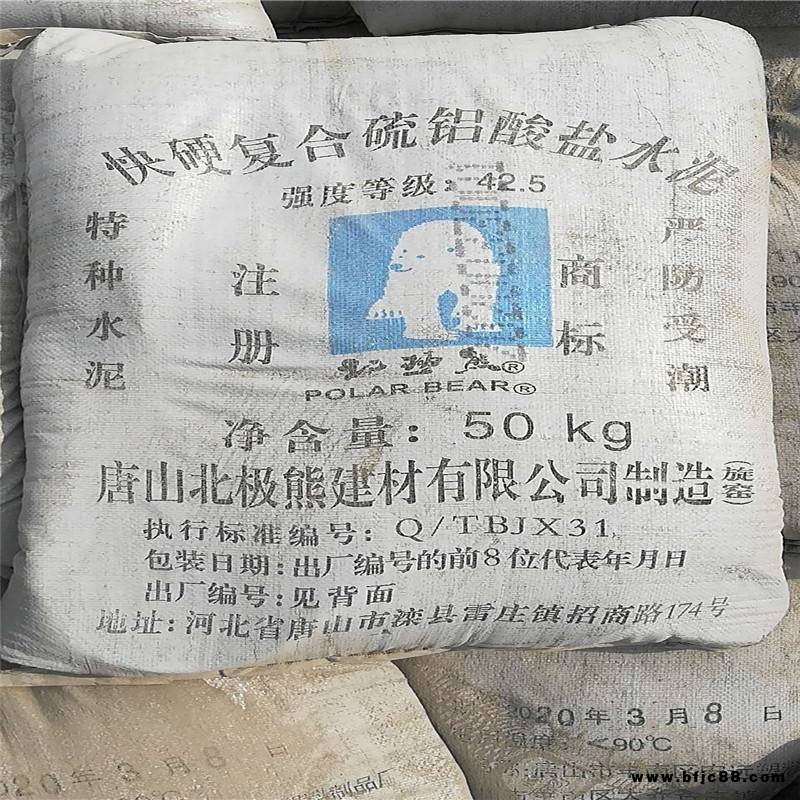 快硬复合硫铝酸盐水泥
强度等级：42.5
特种水泥
注册
商标
严防受潮
北极熊®
POLAR BEAR®
净含量：50 kg
唐山北极熊建材有限公司制造(旋窑)
执行标准编号：Q/TBJX31
包装日期：出厂编号的前8位代表年月日
出厂编号：见背面
地址：河北省唐山市滦县雷庄镇招商路174号
2020年3月8日
<90℃
020年3月8日
制品厂
www.bfjc88.com